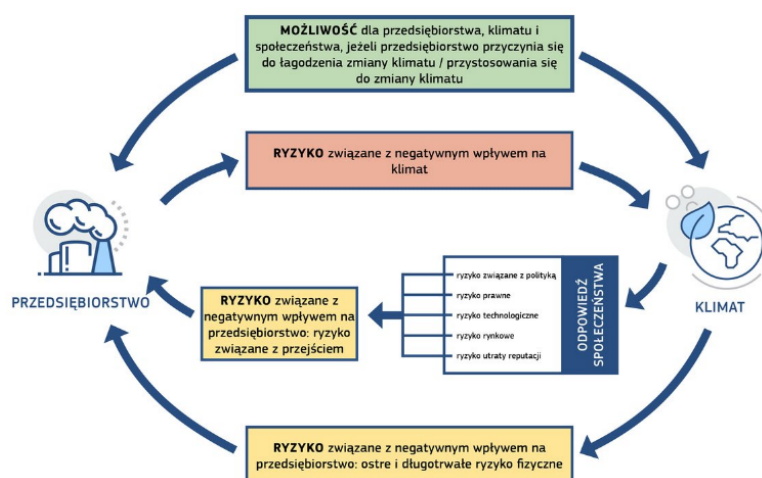 MOŻLIWOŚĆ dla przedsiębiorstwa, klimatu i
społeczeństwa, jeżeli przedsiębiorstwo przyczynia się
do łagodzenia zmiany klimatu / przystosowania się
do zmiany klimatu
RYZYKO związane z negatywnym wpływem na
klimat
PRZEDSIĘBIORSTWO
RYZYKO związane z
negatywnym wpływem na
przedsiębiorstwo: ryzyko
związane z przejściem
ryzyko związane z polityką
ryzyko prawne
ryzyko technologiczne
ryzyko rynkowe
ryzyko utraty reputacji
ODPOWIEDŹ
SPOŁECZEŃSTWA
KLIMAT
RYZYKO związane z negatywnym wpływem na
przedsiębiorstwo: ostre i długotrwałe ryzyko fizyczne